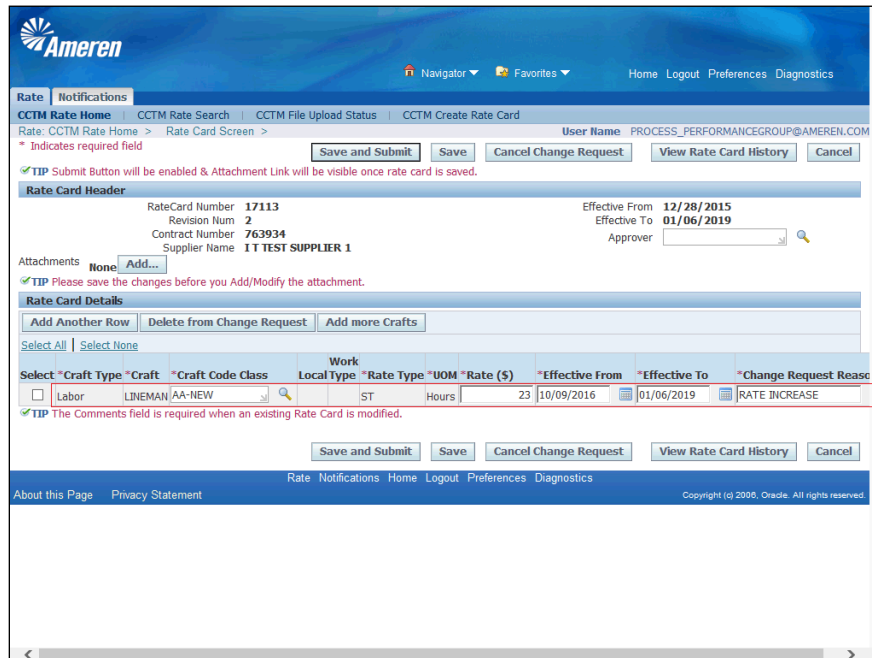 Ameren
Navigator Favorites Home Logout Preferences Diagnostics
Rate Notifications
CCTM Rate Home | CCTM Rate Search | CCTM File Upload Status | CCTM Create Rate Card
Rate: CCTM Rate Home > Rate Card Screen > User Name PROCESS_PERFORMANCEGROUP@AMEREN.COM
* Indicates required field
Save and Submit Save Cancel Change Request View Rate Card History Cancel
TIP Submit Button will be enabled & Attachment Link will be visible once rate card is saved.
Rate Card Header
RateCard Number 17113 Effective From 12/28/2015
Revision Num 2 Effective To 01/06/2019
Contract Number 763934 Approver
Supplier Name I T TEST SUPPLIER 1
Attachments None Add...
TIP Please save the changes before you Add/Modify the attachment.
Rate Card Details
Add Another Row Delete from Change Request Add more Crafts
Select All | Select None
Work
Select *Craft Type *Craft *Craft Code Class Local Type *Rate Type *UOM *Rate ($) *Effective From *Effective To *Change Request Reaso
Labor LINEMAN AA-NEW ST Hours 23 10/09/2016 01/06/2019 RATE INCREASE
TIP The Comments field is required when an existing Rate Card is modified.
Save and Submit Save Cancel Change Request View Rate Card History Cancel
Rate Notifications Home Logout Preferences Diagnostics
About this Page Privacy Statement Copyright (c) 2006, Oracle. All rights reserved.